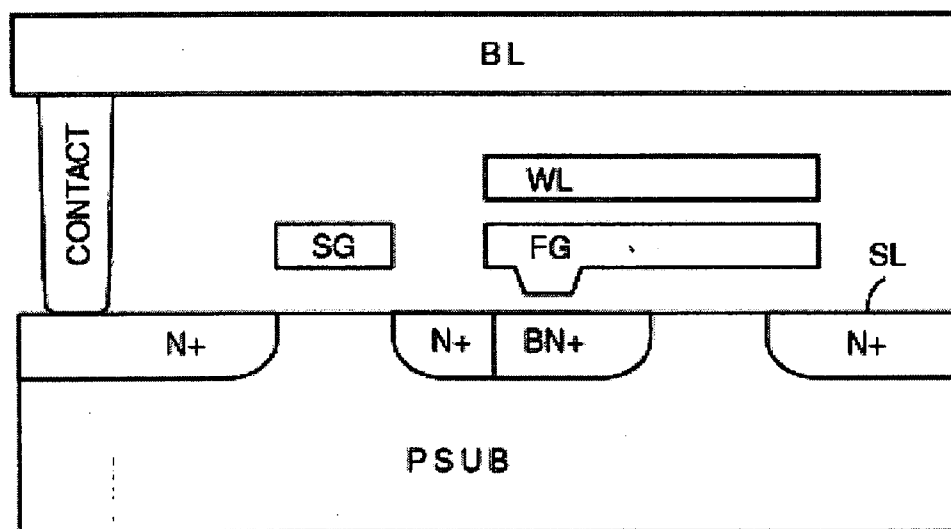 BL
CONTACT
WL
SG
FG
SL
N+
N+
BN+
N+
PSUB